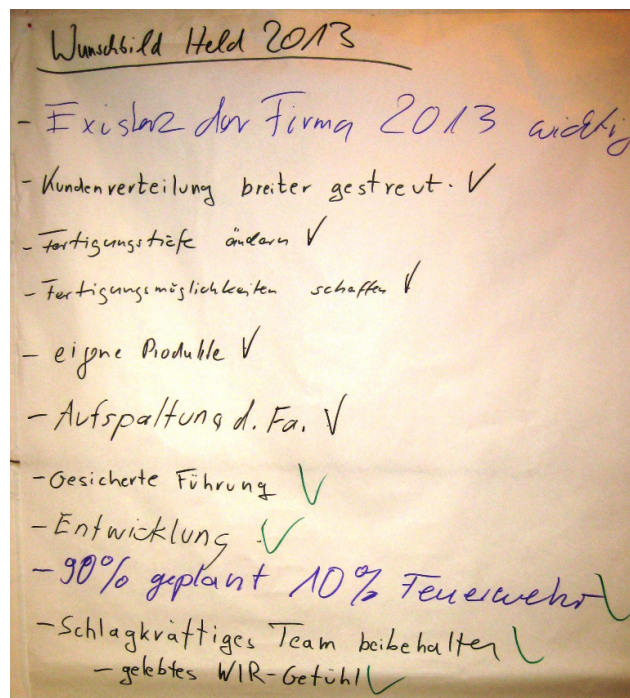 Wunschbild Held 2013
- Existenz der Firma 2013 wichtig
- Kundenverteilung breiter gestreut. ✓
- Fertigungstiefe ändern ✓
- Fertigungsmöglichkeiten schaffen ✓
- eigene Produkte ✓
- Aufspaltung d. Fa. ✓
- Gesicherte Führung ✓
- Entwicklung ✓
- 90% geplant 10% Feuerwehr ✓
- Schlagkräftiges Team beibehalten ✓
- gelebtes WIR-Gefühl ✓